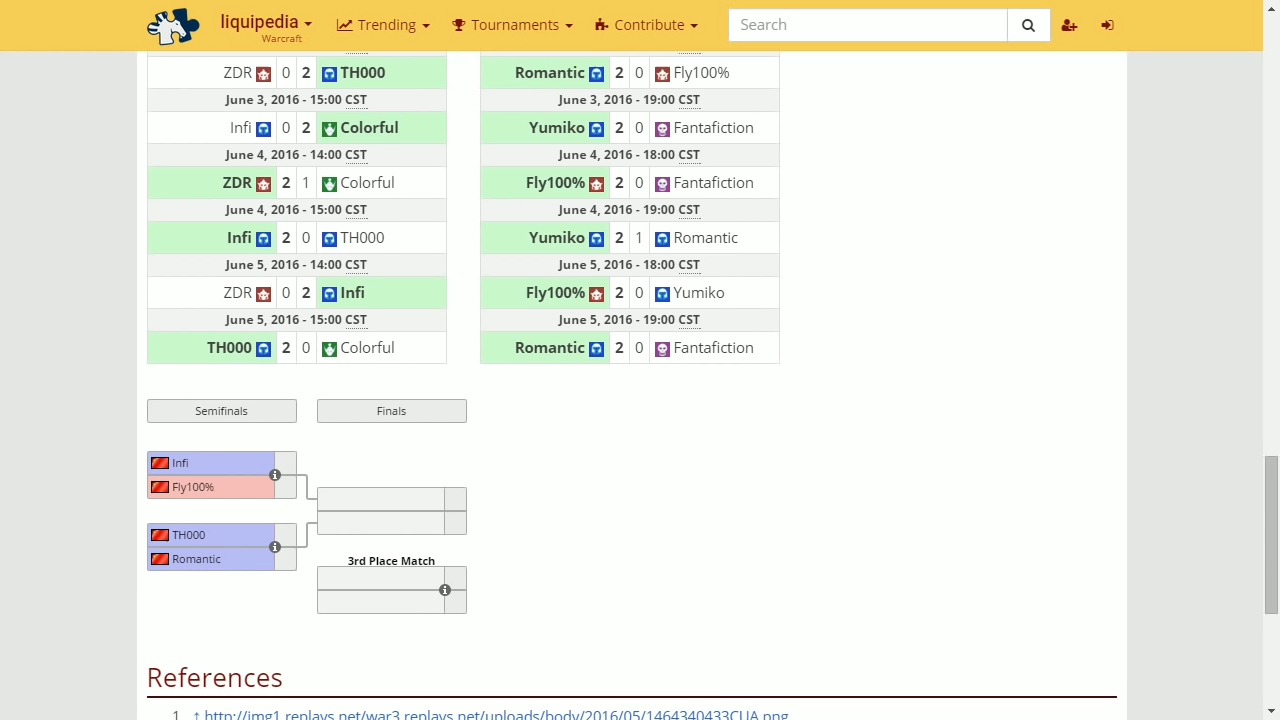 liquipedia
Warcraft
Trending
Tournaments
Contribute
Search
ZDR 0 2 TH000
June 3, 2016 - 15:00 CST
Infi 0 2 Colorful
June 4, 2016 - 14:00 CST
ZDR 2 1 Colorful
June 4, 2016 - 15:00 CST
Infi 2 0 TH000
June 5, 2016 - 14:00 CST
ZDR 0 2 Infi
June 5, 2016 - 15:00 CST
TH000 2 0 Colorful
Romantic 2 0 Fly100%
June 3, 2016 - 19:00 CST
Yumiko 2 0 Fantafiction
June 4, 2016 - 18:00 CST
Fly100% 2 0 Fantafiction
June 4, 2016 - 19:00 CST
Yumiko 2 1 Romantic
June 5, 2016 - 18:00 CST
Fly100% 2 0 Yumiko
June 5, 2016 - 19:00 CST
Romantic 2 0 Fantafiction
Semifinals
Finals
Infi
Fly100%
TH000
Romantic
3rd Place Match
References
1. ↑ http://img1.replays.net/war3.replays.net/uploads/body/2016/05/1464340433CUA.png